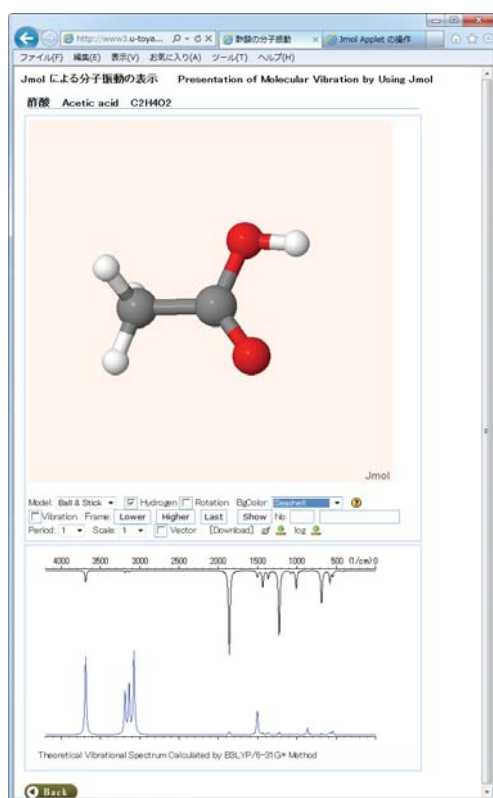 http://www3.u-toya... 酢酸の分子振動 × Jmol Applet の操作
ファイル(F) 編集(E) 表示(V) お気に入り(A) ツール(T) ヘルプ(H)
Jmol による分子振動の表示 Presentation of Molecular Vibration by Using Jmol
酢酸 Acetic acid C2H4O2
Jmol
Model: Ball & Stick Hydrogen Rotation BgColor: Seashell
Vibration Frame: Lower Higher Last Show No.
Period: 1 Scale: 1 Vector [Download] gjf log
4000 3500 3000 2500 2000 1500 1000 500 (1/cm) 0
Theoretical Vibrational Spectrum Calculated by B3LYP/6-31G* Method
Back